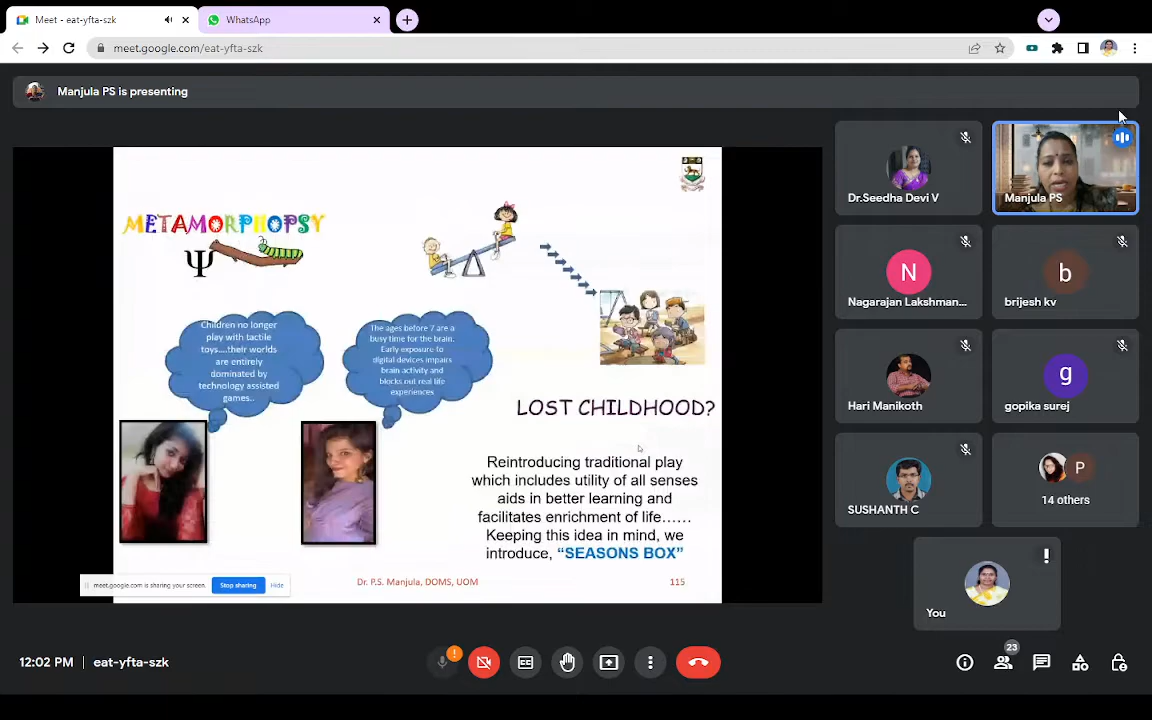 Meet - eat-yfta-szk
WhatsApp
meet.google.com/eat-yfta-szk
Manjula PS is presenting
METAMORPHOPSY
Ψ
Children no longer
play with tactile
toys....their worlds
are entirely
dominated by
technology assisted
games..
The ages before 7 are a
busy time for the brain.
Early exposure to
digital devices impairs
brain activity and
blocks out real life
experiences
LOST CHILDHOOD?
Reintroducing traditional play
which includes utility of all senses
aids in better learning and
facilitates enrichment of life......
Keeping this idea in mind, we
introduce, “SEASONS BOX”
meet.google.com is sharing your screen.
Stop sharing
Hide
Dr. P.S. Manjula, DOMS, UOM
115
Dr.Seedha Devi V
Manjula PS
N
Nagarajan Lakshman...
b
brijesh kv
Hari Manikoth
g
gopika surej
SUSHANTH C
P
14 others
You
12:02 PM
eat-yfta-szk
23